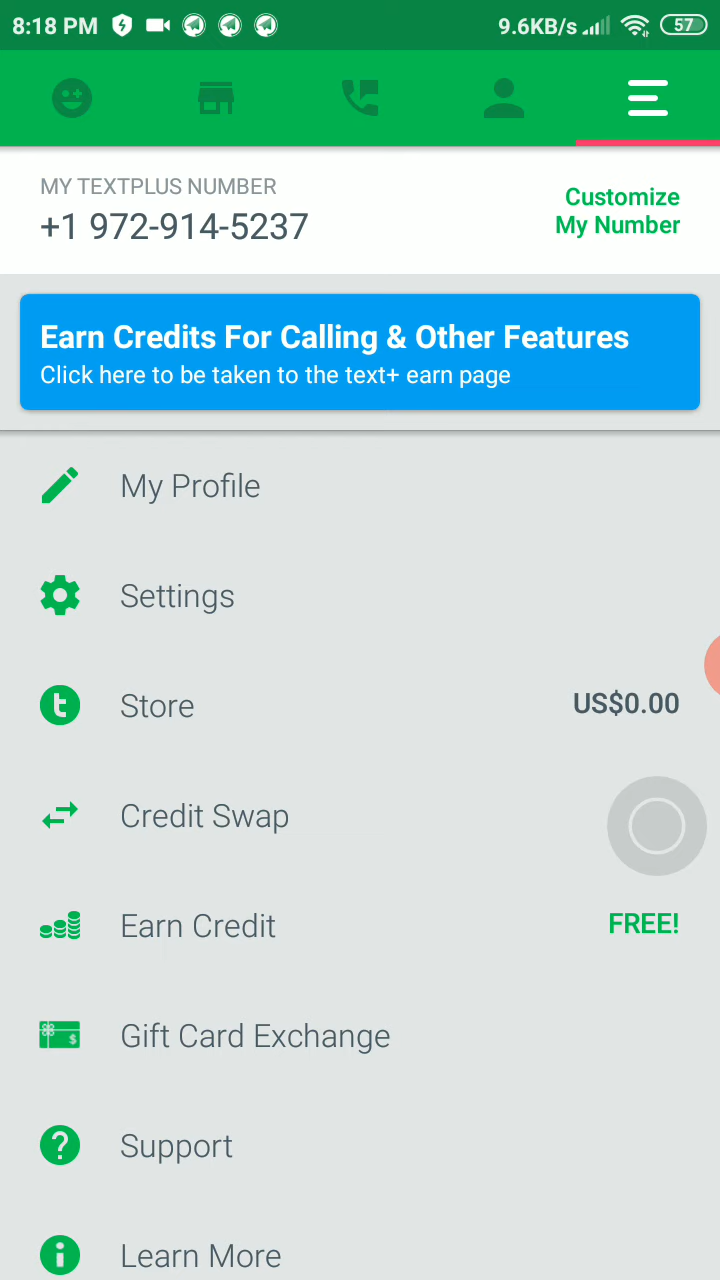 8:18 PM 9.6KB/s 57
MY TEXTPLUS NUMBER
+1 972-914-5237
Customize
My Number
Earn Credits For Calling & Other Features
Click here to be taken to the text+ earn page
My Profile
Settings
Store US$0.00
Credit Swap
Earn Credit FREE!
Gift Card Exchange
Support
Learn More